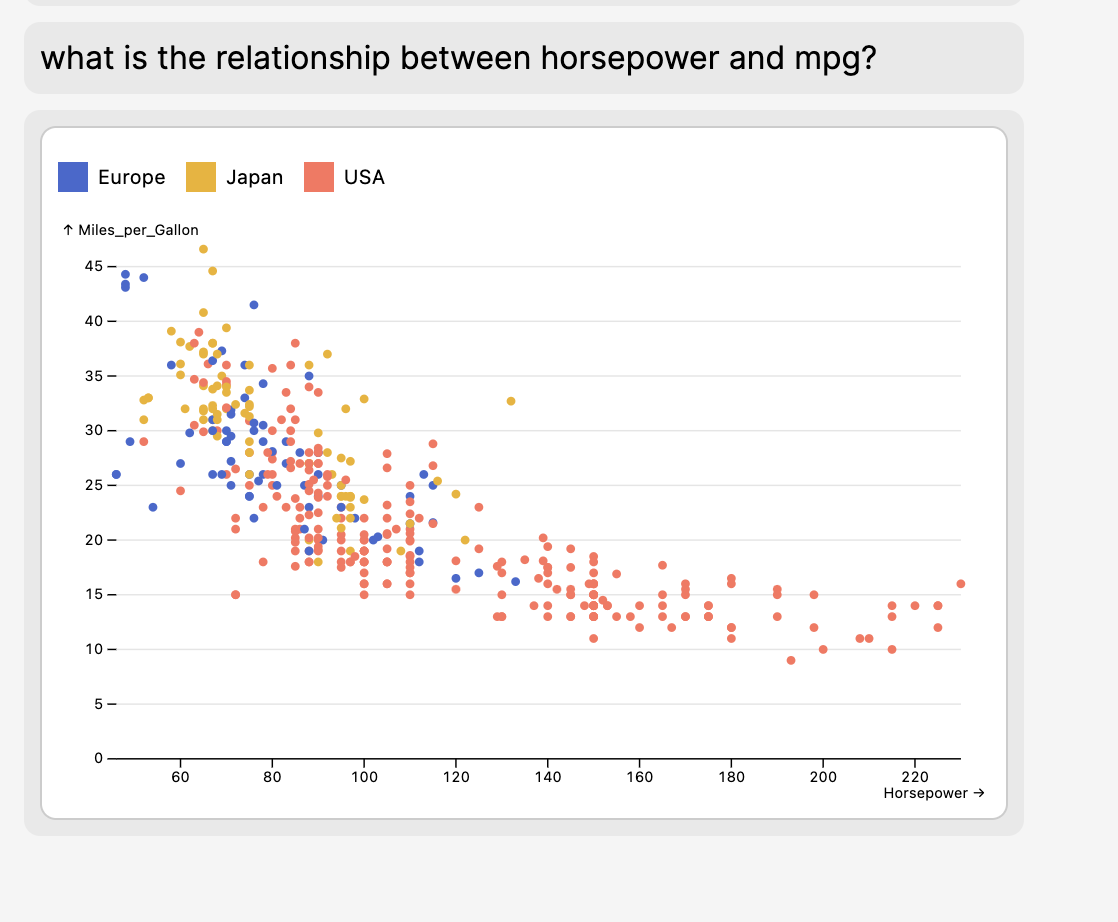 what is the relationship between horsepower and mpg?
Europe Japan USA
↑ Miles_per_Gallon
45
40
35
30
25
20
15
10
5
0
60 80 100 120 140 160 180 200 220
Horsepower →